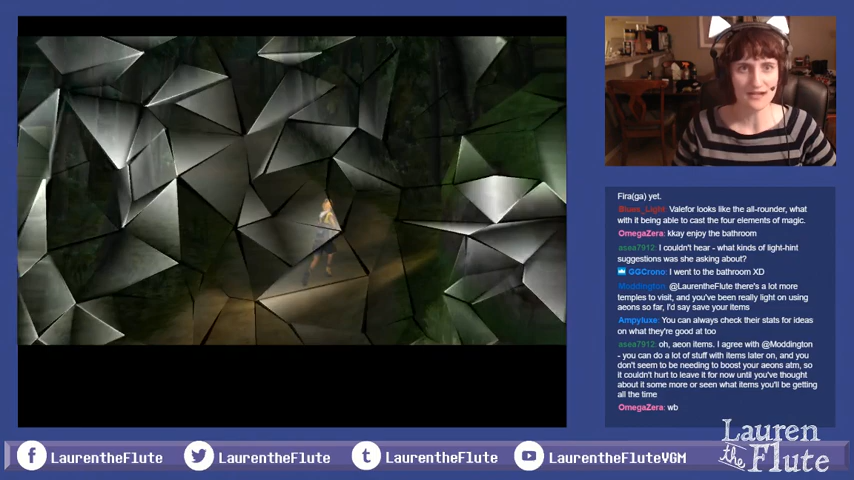 Fira(ga) yet.
Blues_Light: Valefor looks like the all-rounder, what
with it being able to cast the four elements of magic.
OmegaZera: kkay enjoy the bathroom
asea7912: I couldn't hear - what kinds of light-hint
suggestions was she asking about?
GGCrono: I went to the bathroom XD
Moddington: @LaurentheFlute there's a lot more
temples to visit, and you've been really light on using
aeons so far, I'd say save your items
Ampyluxe: You can always check their stats for ideas
on what they're good at too
asea7912: oh, aeon items. I agree with @Moddington
- you can do a lot of stuff with items later on, and you
don't seem to be needing to boost your aeons atm, so
it couldn't hurt to leave it for now until you've thought
about it some more or seen what items you'll be getting
all the time
OmegaZera: wb
Lauren
the Flute
f LaurentheFlute
LaurentheFlute
t LaurentheFlute
LaurentheFluteVGM